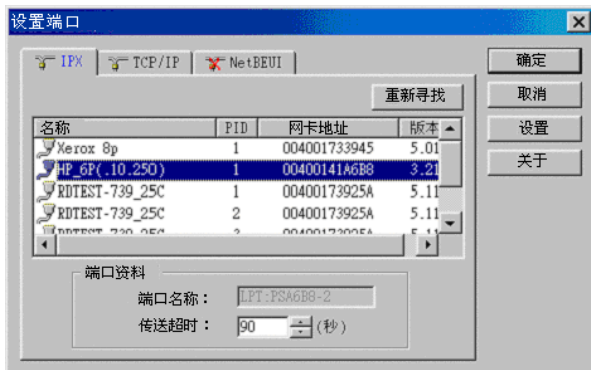 设置端口
IPX TCP/IP NetBEUI
确定
重新寻找
取消
名称 PID 网卡地址 版本
设置
Xerox 8p 1 004001733945 5.01
HP_6P(.10.250) 1 00400141A6B8 3.21
关于
RDTEST-739_25C 1 00400173925A 5.11
RDTEST-739_25C 2 00400173925A 5.11
端口资料
端口名称： LPT:PSA6B8-2
传送超时： 90 (秒)